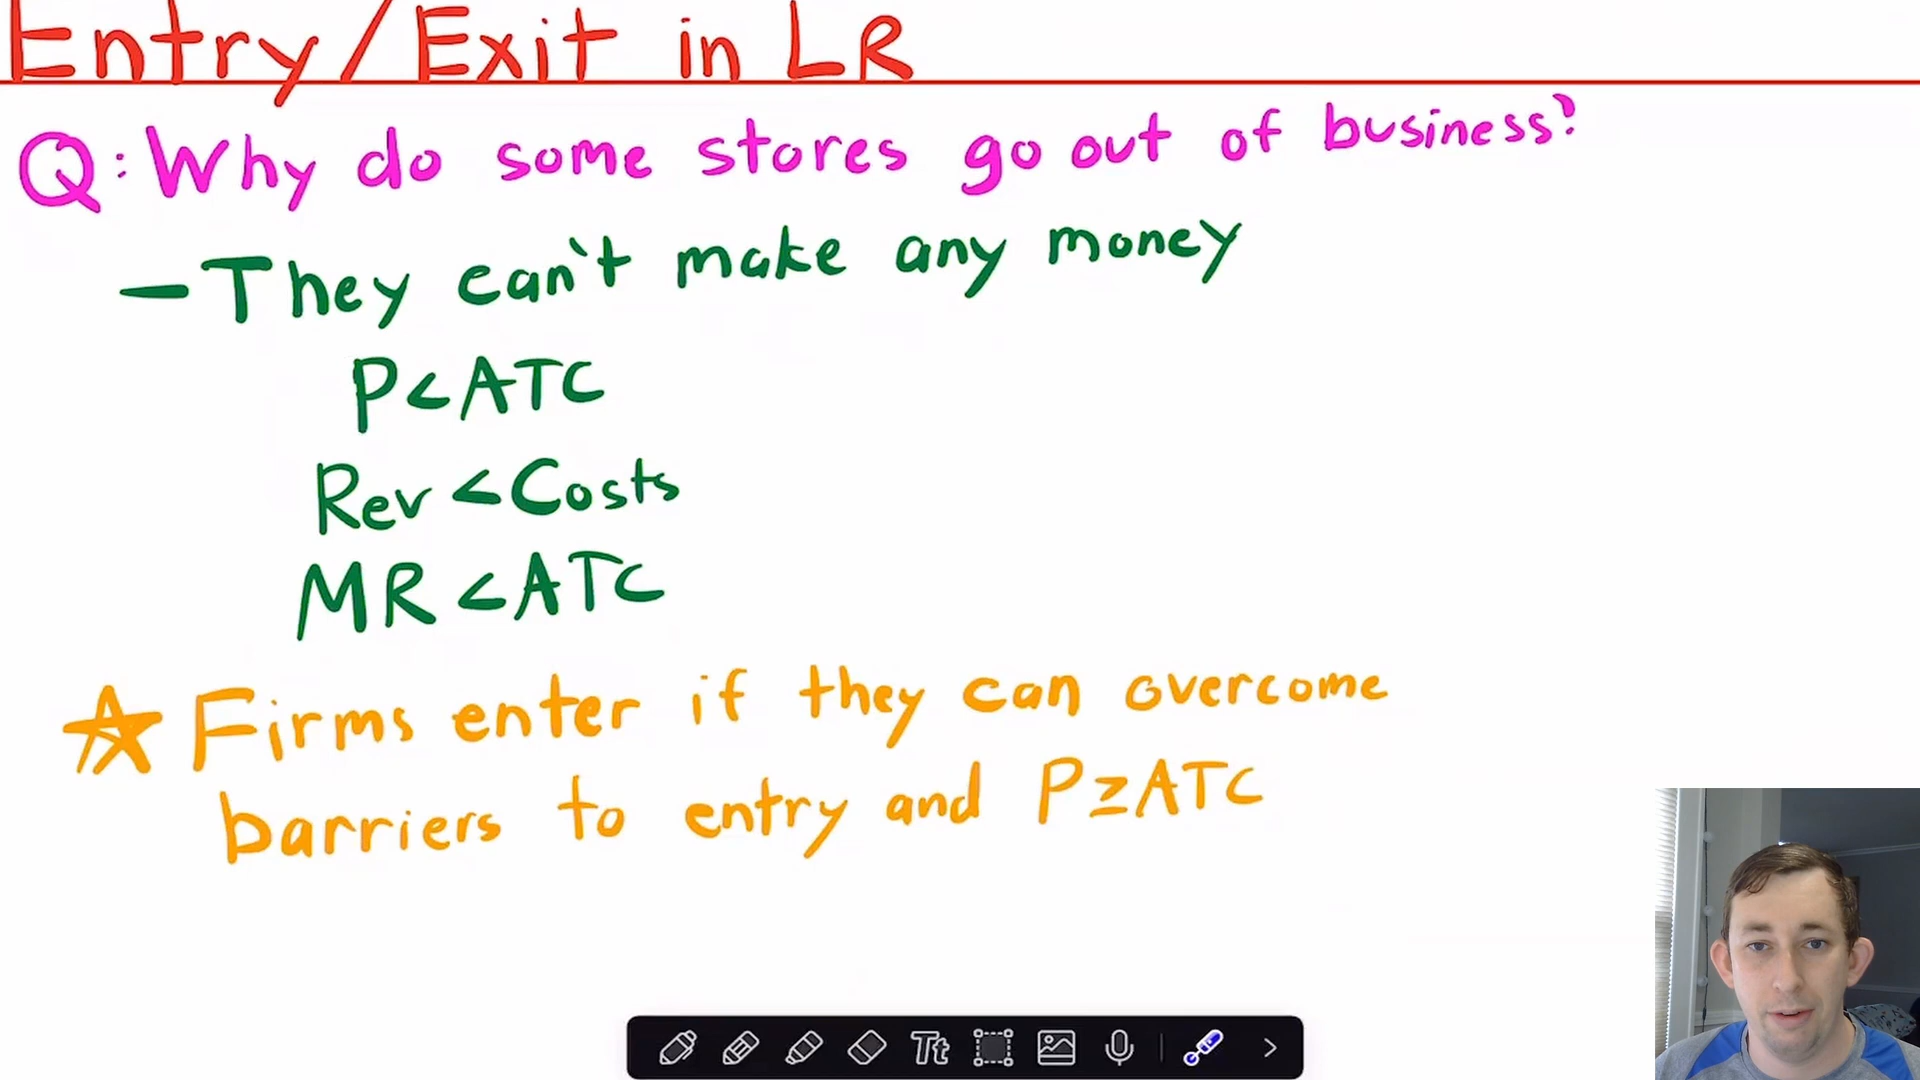 Entry/Exit in LR
Q: Why do some stores go out of business?
- They can't make any money
P<ATC
Rev <Costs
MR <ATC
☆ Firms enter if they can overcome
barriers to entry and P≥ATC
Tt